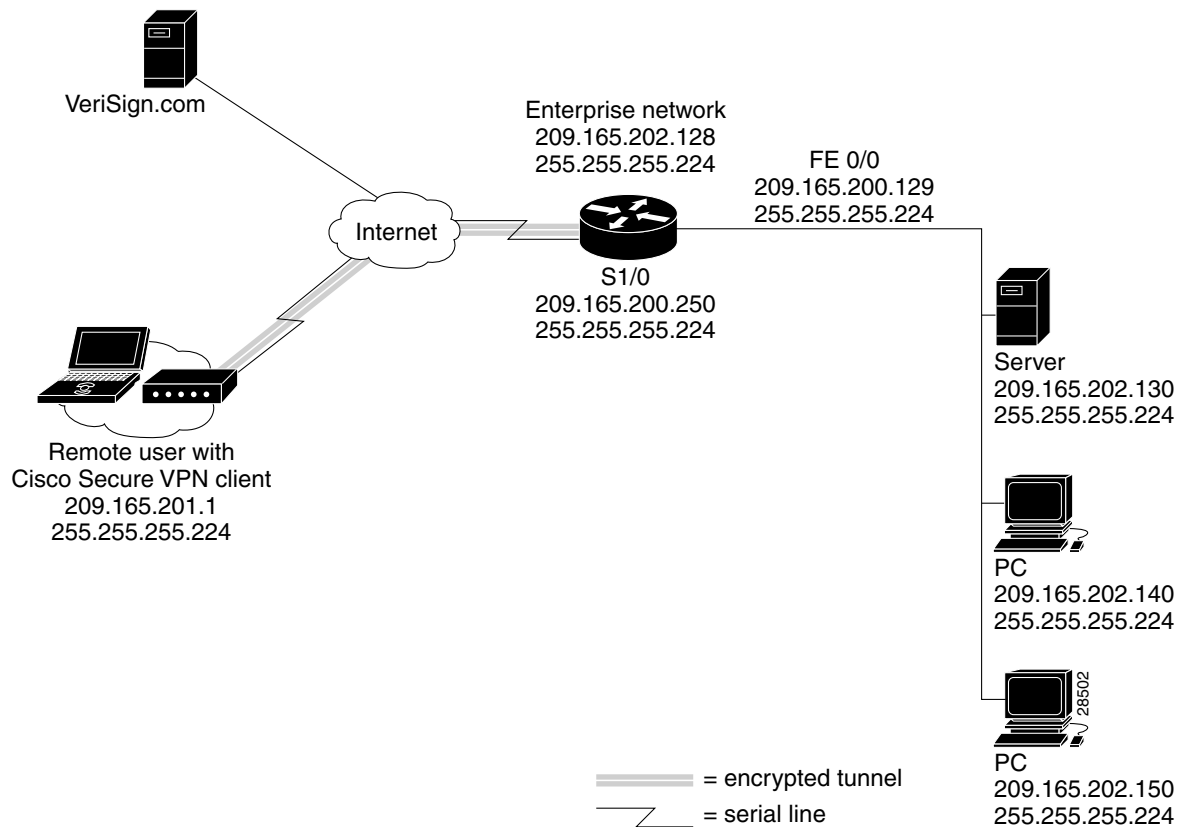 VeriSign.com
Enterprise network
209.165.202.128
255.255.255.224
FE 0/0
209.165.200.129
255.255.255.224
Internet
S1/0
209.165.200.250
255.255.255.224
Server
209.165.202.130
255.255.255.224
Remote user with
Cisco Secure VPN client
209.165.201.1
255.255.255.224
PC
209.165.202.140
255.255.255.224
28502
PC
209.165.202.150
255.255.255.224
= encrypted tunnel
= serial line